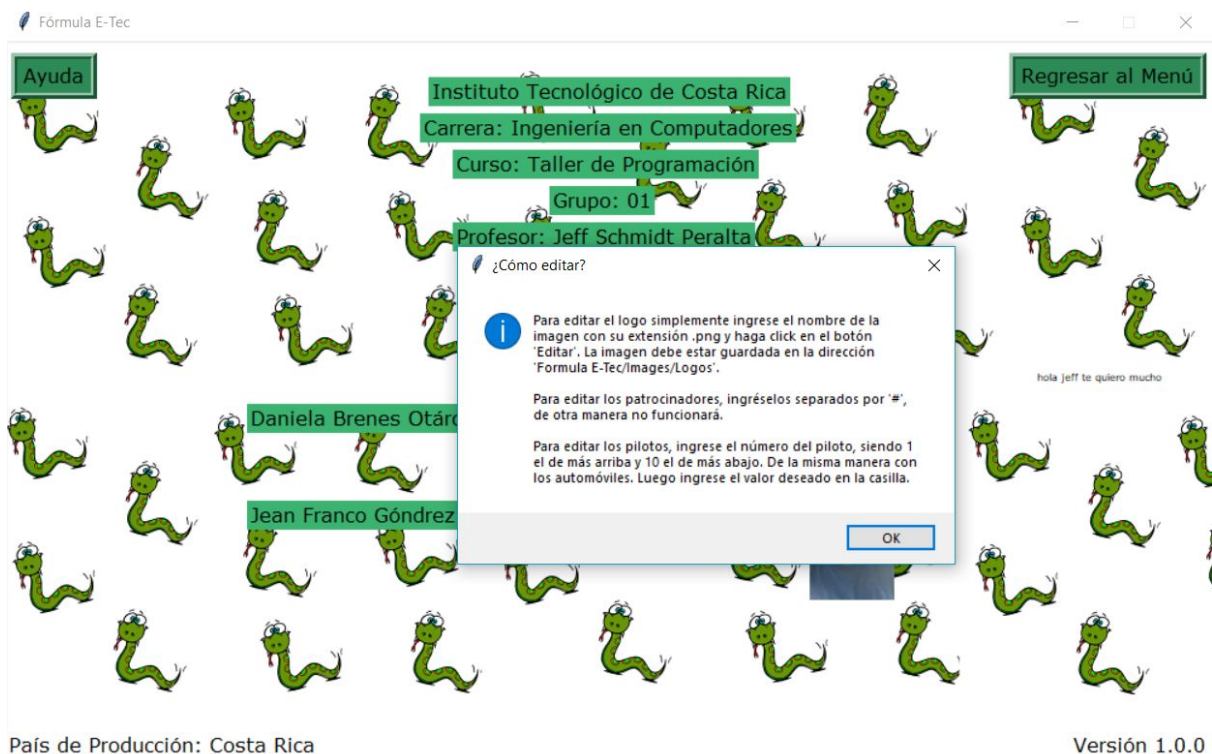 Fórmula E-Tec
Ayuda
Regresar al Menú
Instituto Tecnológico de Costa Rica
Carrera: Ingeniería en Computadores
Curso: Taller de Programación
Grupo: 01
Profesor: Jeff Schmidt Peralta
¿Cómo editar?
Para editar el logo simplemente ingrese el nombre de la
imagen con su extensión .png y haga click en el botón
'Editar'. La imagen debe estar guardada en la dirección
'Formula E-Tec/Images/Logos'.
Para editar los patrocinadores, ingréselos separados por '#',
de otra manera no funcionará.
Para editar los pilotos, ingrese el número del piloto, siendo 1
el de más arriba y 10 el de más abajo. De la misma manera con
los automóviles. Luego ingrese el valor deseado en la casilla.
OK
hola jeff te quiero mucho
Daniela Brenes
Jean Franco Góndrez
País de Producción: Costa Rica
Versión 1.0.0